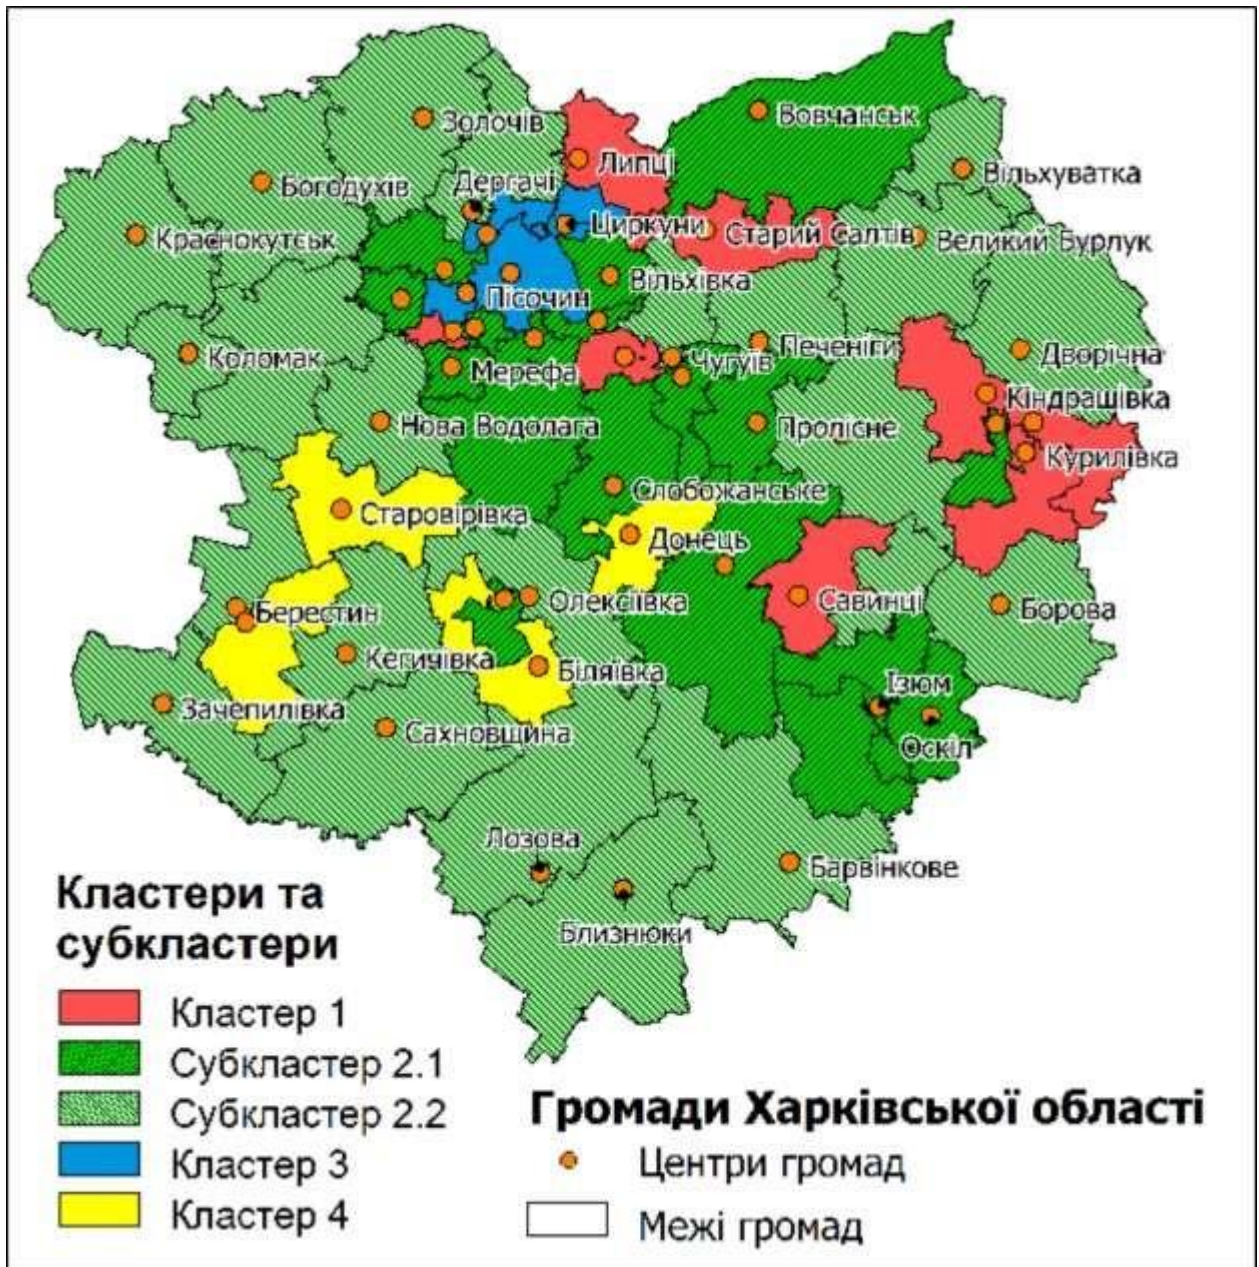 Золочів
Вовчанськ
Липці
Вільхуватка
Богодухів
Дергачі
Циркуни
Краснокутськ
Старий Салтів
Великий Бурлук
Вільхівка
Пісочин
Коломак
Мерефа
Чугуїв
Печеніги
Дворічна
Кіндрашівка
Нова Водолага
Пролісне
Курилівка
Слобожанське
Старовірівка
Донець
Берестин
Олексіївка
Савинці
Борова
Кегичівка
Біляївка
Ізюм
Зачепилівка
Сахновщина
Оскіл
Лозова
Барвінкове
Близнюки
Кластери та
субкластери
Кластер 1
Субкластер 2.1
Субкластер 2.2
Кластер 3
Кластер 4
Громади Харківської області
Центри громад
Межі громад